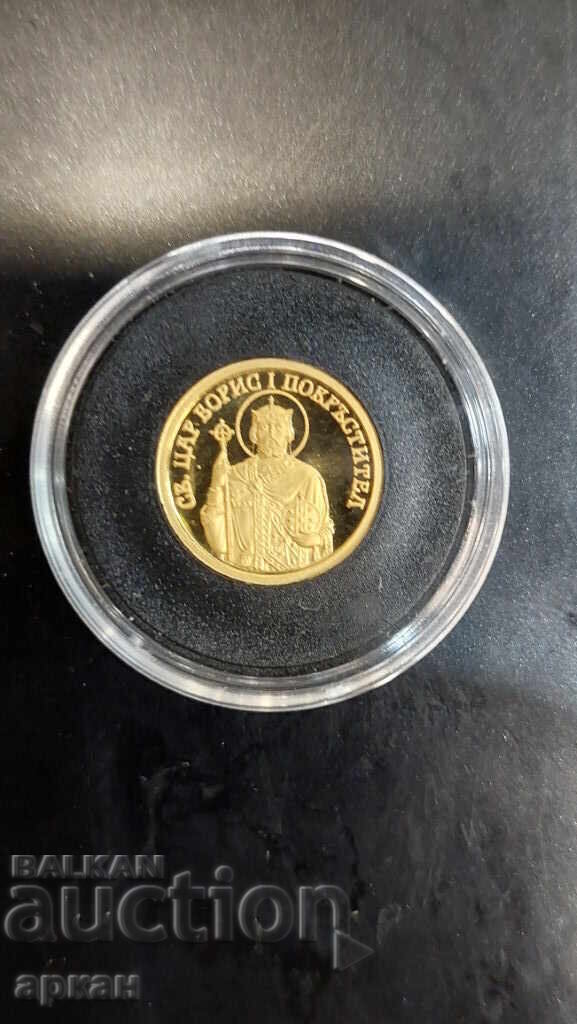 СВ. ЦАР БОРИС I ПОКРЪСТИТЕЛ
BALKAN
auction
аркан